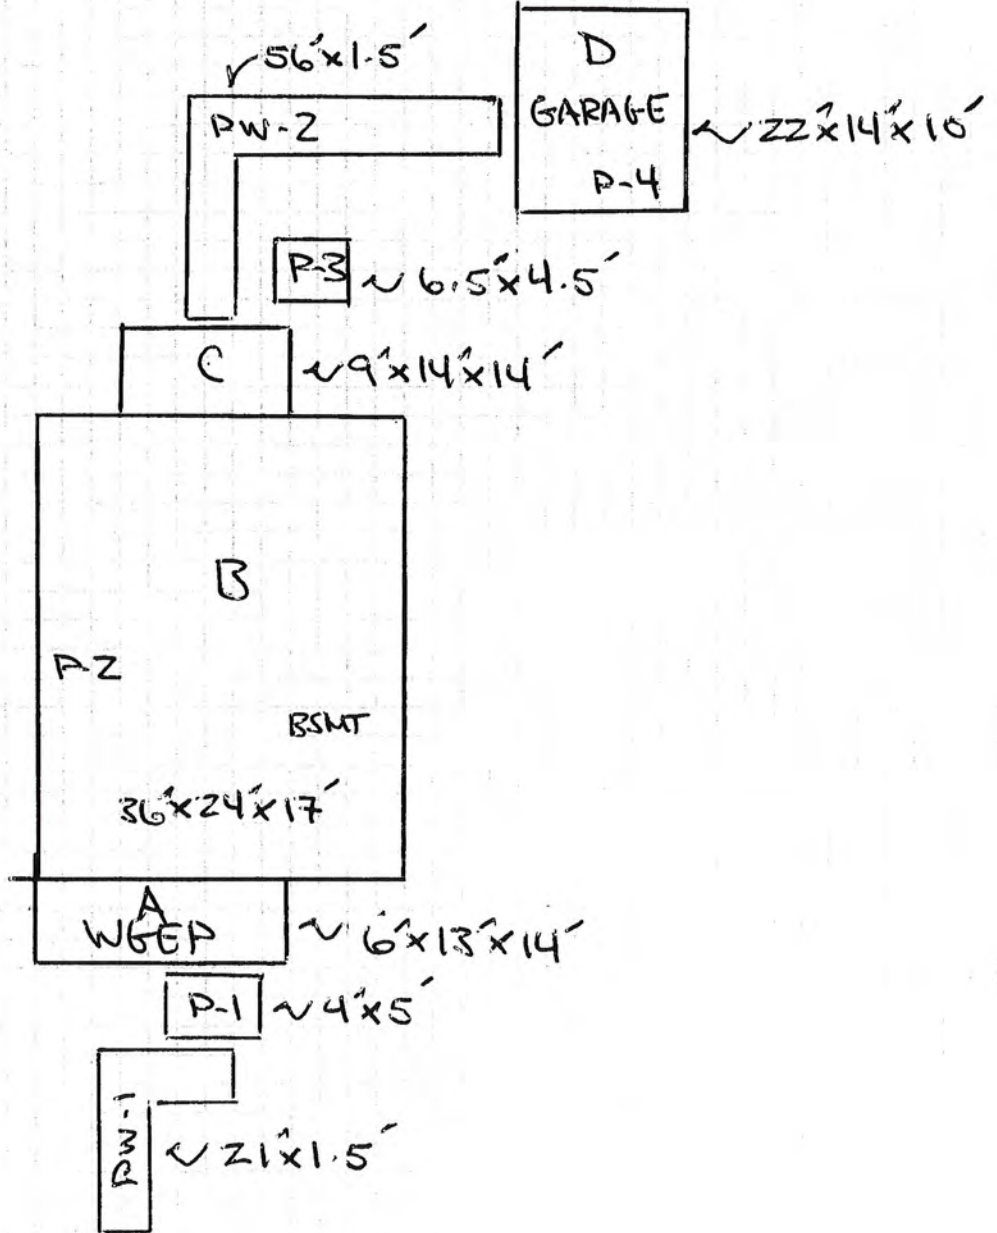 56'x1.5'
D
PW-2
GARAGE
~22'x14'x10'
P-4
P-3
~6.5'x4.5'
C
~9'x14'x14'
B
P-2
BSMT
36'x24'x17'
A
WGEP
~6'x13'x14'
P-1
~4'x5'
PW-1
~21'x1.5'